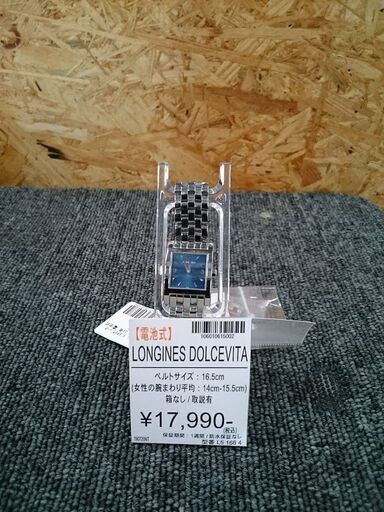 106010615002
【電池式】
LONGINES DOLCEVITA
ベルトサイズ：16.5cm
(女性の腕まわり平均：14cm-15.5cm)
箱なし/取説有
¥17,990-
(税込)
保証期間：1週間/防水保証なし
型番 L5 166 4